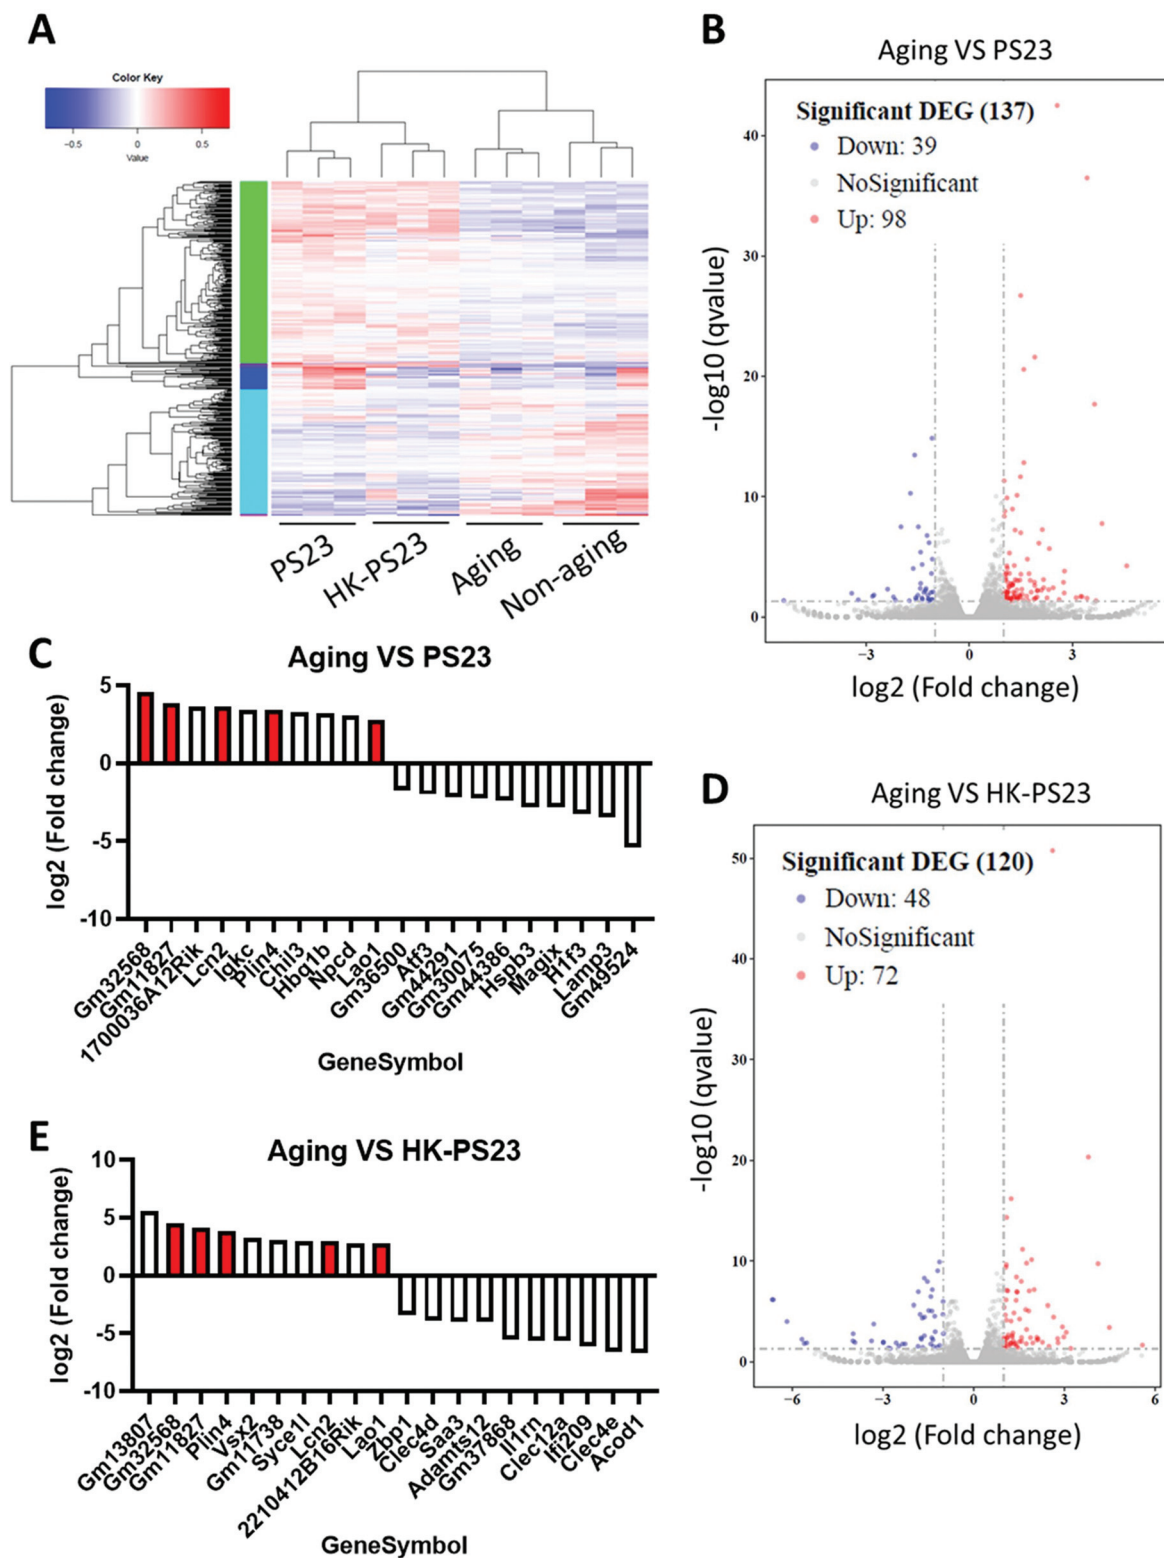 A
Color Key
−0.5 0 0.5
Value
PS23
HK-PS23
Aging
Non-aging
B
Aging VS PS23
Significant DEG (137)
Down: 39
NoSignificant
Up: 98
40
30
20
10
0
-log10 (qvalue)
−3 0 3
log2 (Fold change)
C
Aging VS PS23
5
0
-5
-10
log2 (Fold change)
Gm32568
Gm11827
1700036A12Rik
Lcn2
Igkc
Plin4
Chil3
Hbq1b
Npcd
Lao1
Gm36500
Atf3
Gm44291
Gm30075
Gm44386
Hspb3
Magix
H1f3
Lamp3
Gm49524
GeneSymbol
D
Aging VS HK-PS23
Significant DEG (120)
Down: 48
NoSignificant
Up: 72
50
40
30
20
10
0
-log10 (qvalue)
−6 −3 0 3 6
log2 (Fold change)
E
Aging VS HK-PS23
10
5
0
-5
-10
log2 (Fold change)
Gm13807
Gm32568
Gm11827
Plin4
Vsx2
Gm11738
Syce1l
Lcn2
2210412B16Rik
Lao1
Zbp1
Clec4d
Saa3
Adamts12
Gm37868
Il1rn
Clec12a
Ifi209
Clec4e
Acod1
GeneSymbol